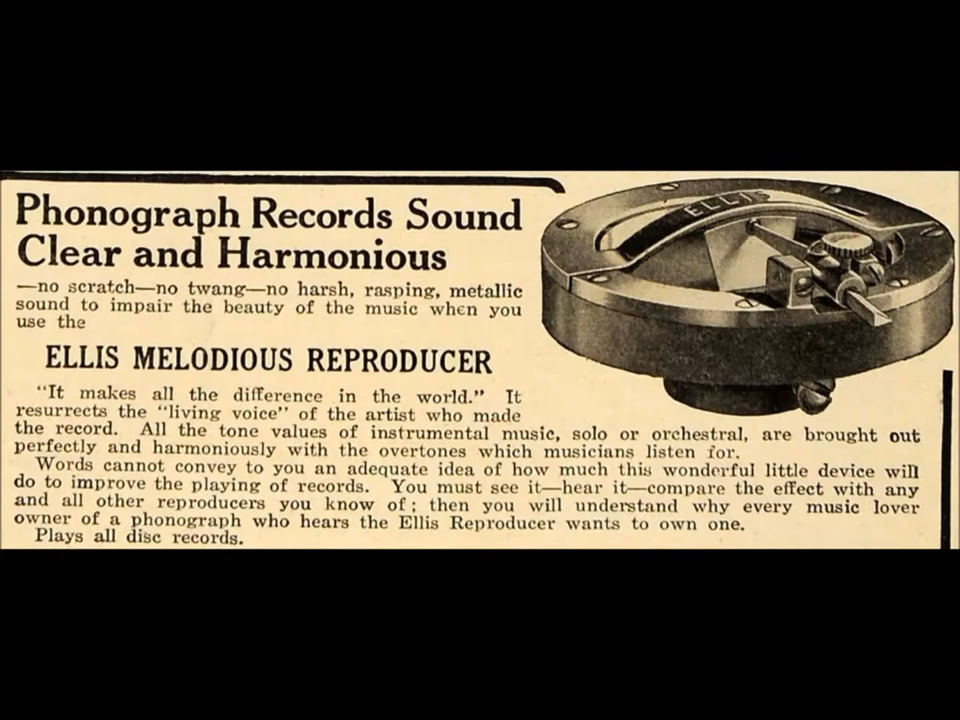 Phonograph Records Sound
Clear and Harmonious
—no scratch—no twang—no harsh, rasping, metallic
sound to impair the beauty of the music when you
use the
ELLIS MELODIOUS REPRODUCER
"It makes all the difference in the world." It
resurrects the "living voice" of the artist who made
the record. All the tone values of instrumental music, solo or orchestral, are brought out
perfectly and harmoniously with the overtones which musicians listen for.
Words cannot convey to you an adequate idea of how much this wonderful little device will
do to improve the playing of records. You must see it—hear it—compare the effect with any
and all other reproducers you know of; then you will understand why every music lover
owner of a phonograph who hears the Ellis Reproducer wants to own one.
Plays all disc records.
ELLIS